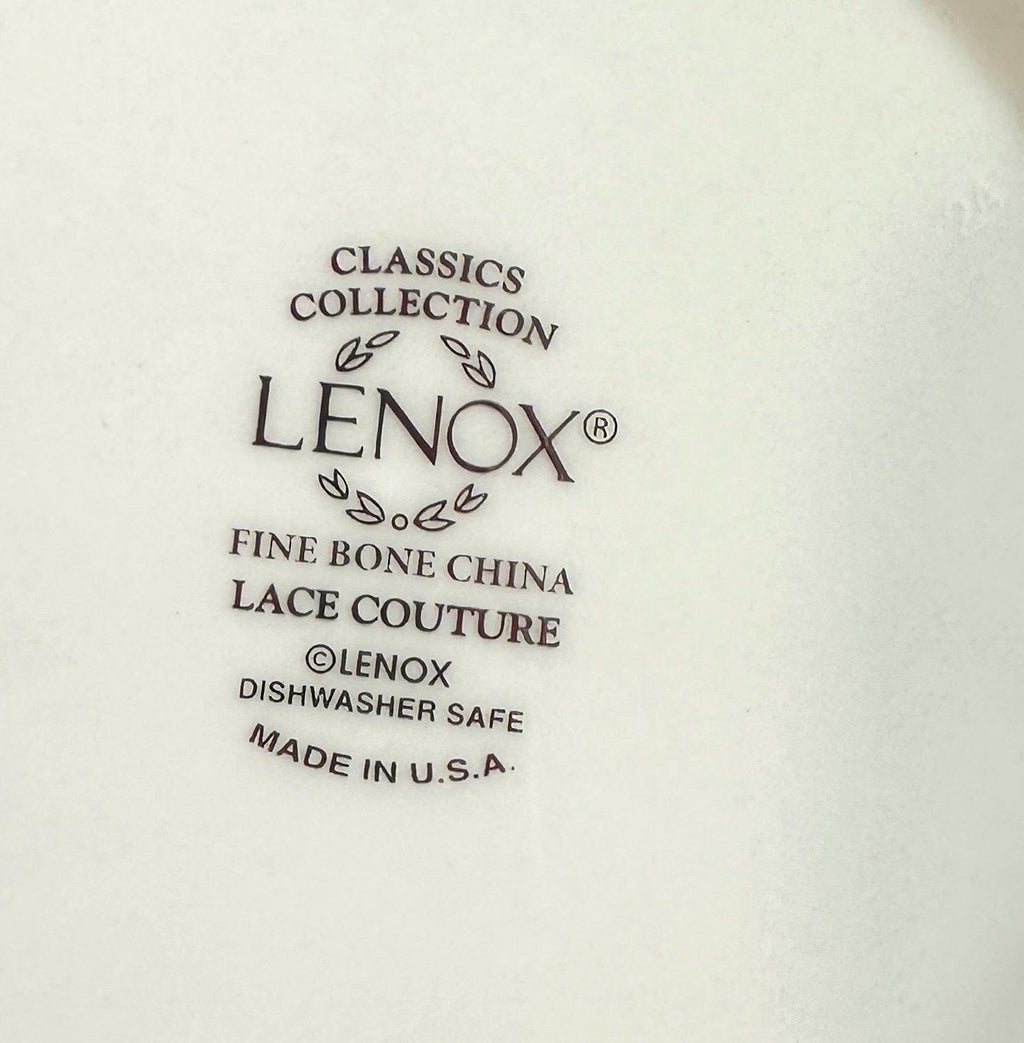 CLASSICS
COLLECTION
LENOX®
FINE BONE CHINA
LACE COUTURE
©LENOX
DISHWASHER SAFE
MADE IN U.S.A.